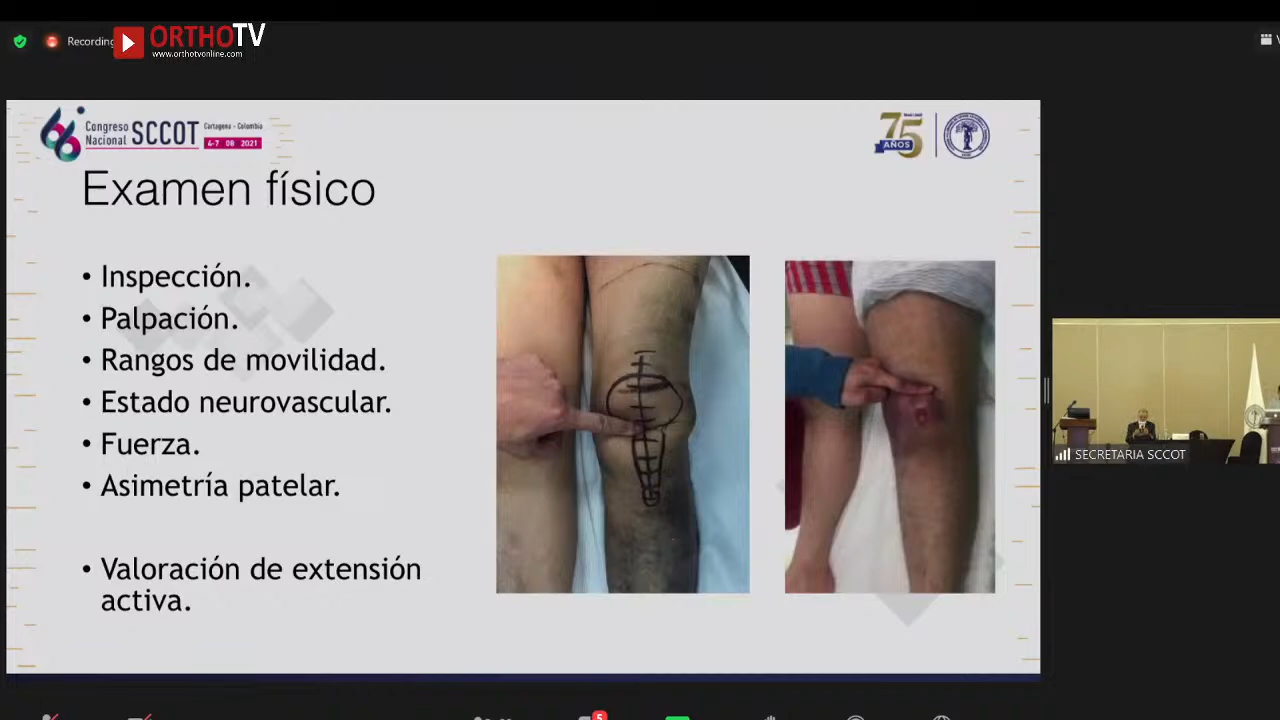 Recording
ORTHOTV
www.orthotvonline.com
Congreso
Nacional
SCCOT
Cartagena - Colombia
4-7 08 2021
75
AÑOS
Examen físico
• Inspección.
• Palpación.
• Rangos de movilidad.
• Estado neurovascular.
• Fuerza.
• Asimetría patelar.
• Valoración de extensión
activa.
SECRETARIA SCCOT
5